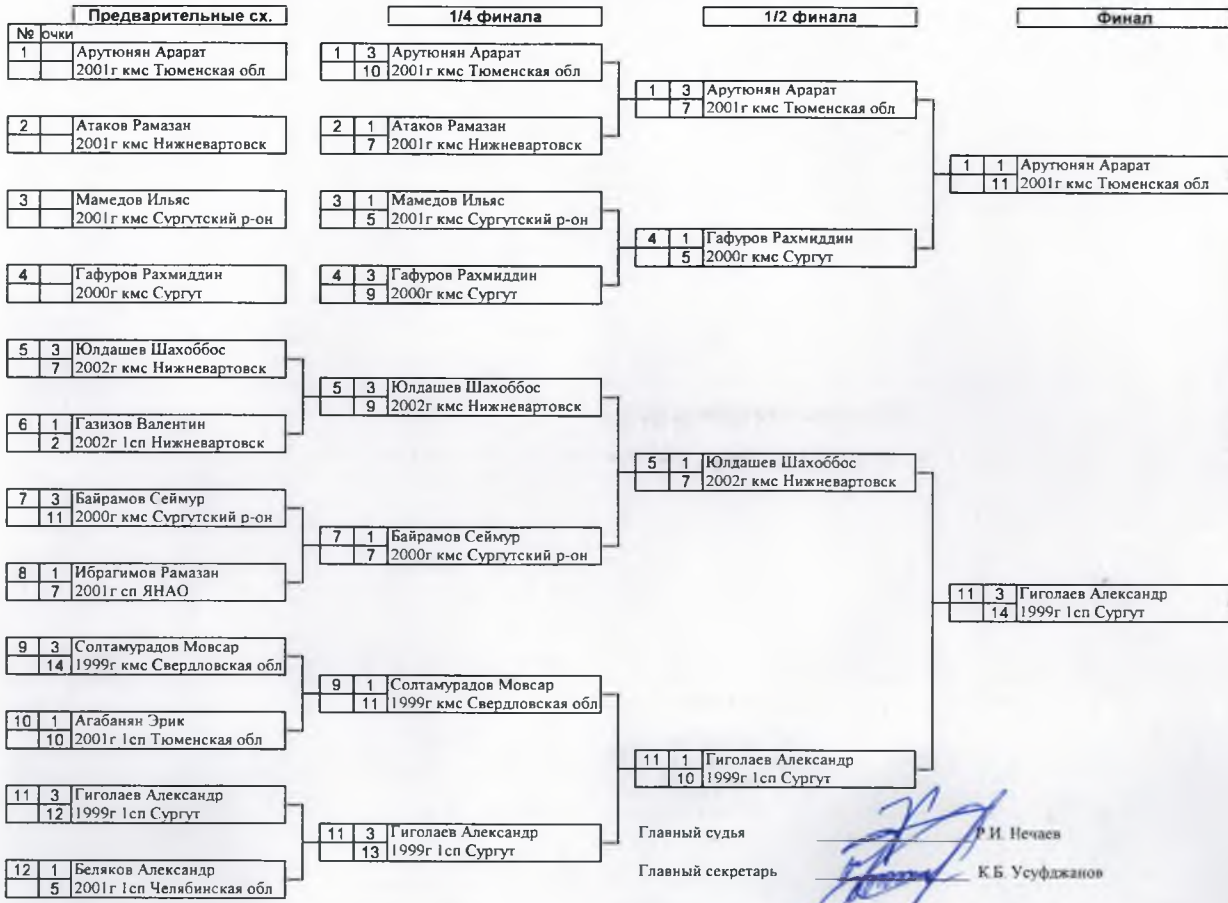 Предварительные сх.
№ очки
1 Арутюнян Арарат
2001г кмс Тюменская обл
2 Атаков Рамазан
2001г кмс Нижневартовск
3 Мамедов Ильяс
2001г кмс Сургутский р-он
4 Гафуров Рахмиддин
2000г кмс Сургут
5 3 Юлдашев Шахоббос
7 2002г кмс Нижневартовск
6 1 Газизов Валентин
2 2002г 1сп Нижневартовск
7 3 Байрамов Сеймур
11 2000г кмс Сургутский р-он
8 1 Ибрагимов Рамазан
7 2001г сп ЯНАО
9 3 Солтамурадов Мовсар
14 1999г кмс Свердловская обл
10 1 Агабанян Эрик
10 2001г 1сп Тюменская обл
11 3 Гиголаев Александр
12 1999г 1сп Сургут
12 1 Беляков Александр
5 2001г 1сп Челябинская обл
1/4 финала
1 3 Арутюнян Арарат
10 2001г кмс Тюменская обл
2 1 Атаков Рамазан
7 2001г кмс Нижневартовск
3 1 Мамедов Ильяс
5 2001г кмс Сургутский р-он
4 3 Гафуров Рахмиддин
9 2000г кмс Сургут
5 3 Юлдашев Шахоббос
9 2002г кмс Нижневартовск
7 1 Байрамов Сеймур
7 2000г кмс Сургутский р-он
9 1 Солтамурадов Мовсар
11 1999г кмс Свердловская обл
11 3 Гиголаев Александр
13 1999г 1сп Сургут
1/2 финала
1 3 Арутюнян Арарат
7 2001г кмс Тюменская обл
4 1 Гафуров Рахмиддин
5 2000г кмс Сургут
5 1 Юлдашев Шахоббос
7 2002г кмс Нижневартовск
11 1 Гиголаев Александр
10 1999г 1сп Сургут
Финал
1 1 Арутюнян Арарат
11 2001г кмс Тюменская обл
11 3 Гиголаев Александр
14 1999г 1сп Сургут
Главный судья Р.И. Нечаев
Главный секретарь К.Б. Усуфджанов